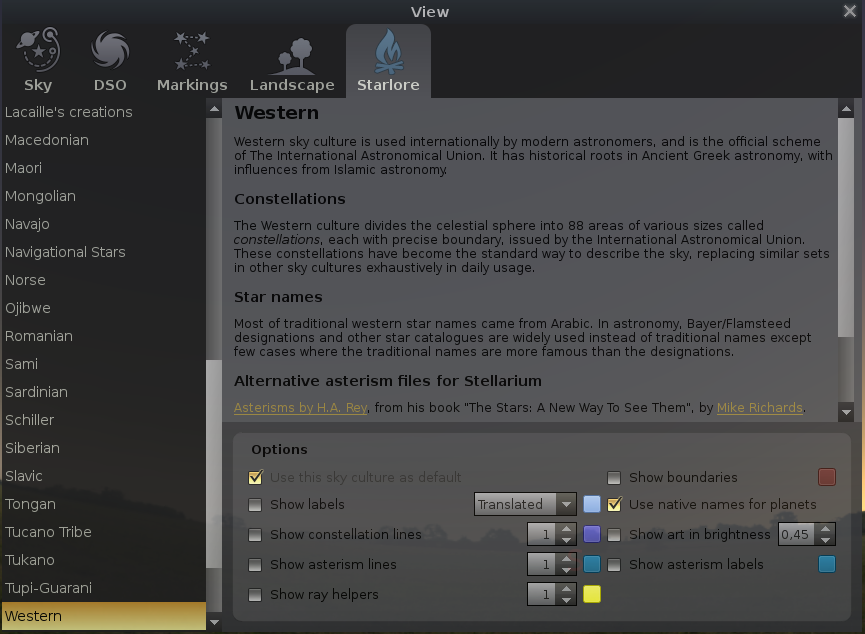 View
Sky
DSO
Markings
Landscape
Starlore
Lacaille's creations
Macedonian
Maori
Mongolian
Navajo
Navigational Stars
Norse
Ojibwe
Romanian
Sami
Sardinian
Schiller
Siberian
Slavic
Tongan
Tucano Tribe
Tukano
Tupi-Guarani
Western
Western
Western sky culture is used internationally by modern astronomers, and is the official scheme
of The International Astronomical Union. It has historical roots in Ancient Greek astronomy, with
influences from Islamic astronomy.
Constellations
The Western culture divides the celestial sphere into 88 areas of various sizes called
constellations, each with precise boundary, issued by the International Astronomical Union.
These constellations have become the standard way to describe the sky, replacing similar sets
in other sky cultures exhaustively in daily usage.
Star names
Most of traditional western star names came from Arabic. In astronomy, Bayer/Flamsteed
designations and other star catalogues are widely used instead of traditional names except
few cases where the traditional names are more famous than the designations.
Alternative asterism files for Stellarium
Asterisms by H.A. Rey, from his book "The Stars: A New Way To See Them", by Mike Richards.
Options
Use this sky culture as default
Show boundaries
Show labels
Translated
Use native names for planets
Show constellation lines
1
Show art in brightness
0,45
Show asterism lines
1
Show asterism labels
Show ray helpers
1